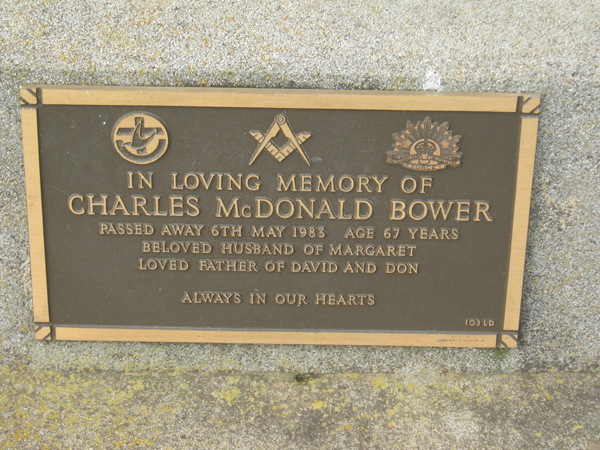 IN LOVING MEMORY OF
CHARLES McDONALD BOWER
PASSED AWAY 6TH MAY 1983 AGE 67 YEARS
BELOVED HUSBAND OF MARGARET
LOVED FATHER OF DAVID AND DON
ALWAYS IN OUR HEARTS
103LD